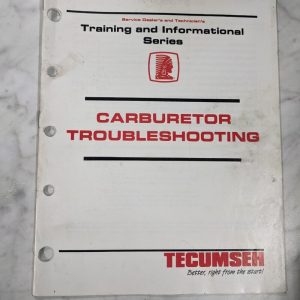 Service Dealer's and Technician's
Training and Informational
Series
CARBURETOR
TROUBLESHOOTING
TECUMSEH
Better, right from the start!